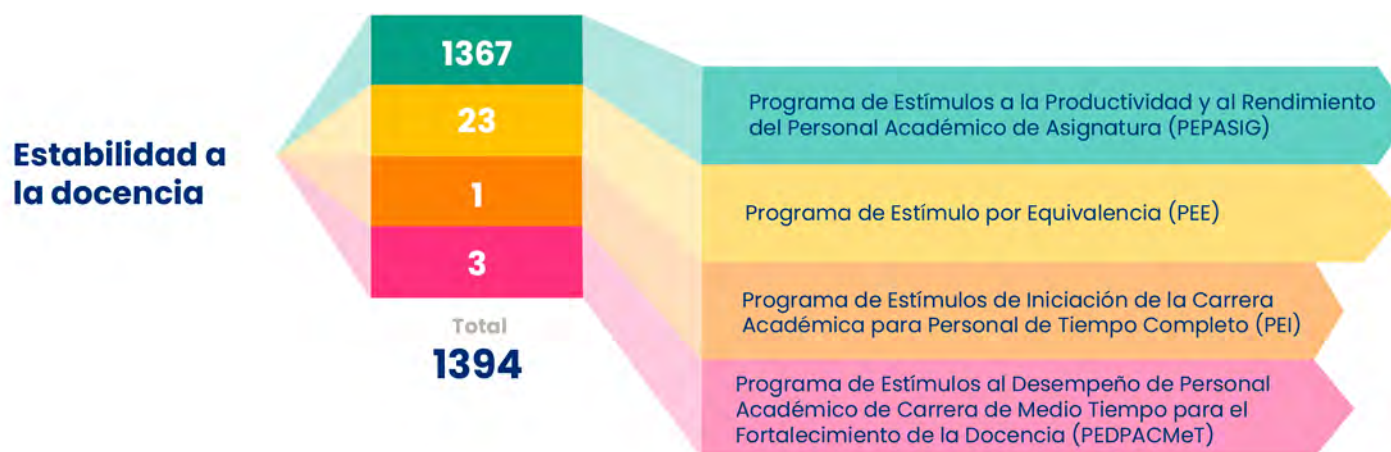 Estabilidad a
la docencia
1367
23
1
3
Total
1394
Programa de Estímulos a la Productividad y al Rendimiento
del Personal Académico de Asignatura (PEPASIG)
Programa de Estímulo por Equivalencia (PEE)
Programa de Estímulos de Iniciación de la Carrera
Académica para Personal de Tiempo Completo (PEI)
Programa de Estímulos al Desempeño de Personal
Académico de Carrera de Medio Tiempo para el
Fortalecimiento de la Docencia (PEDPACMeT)